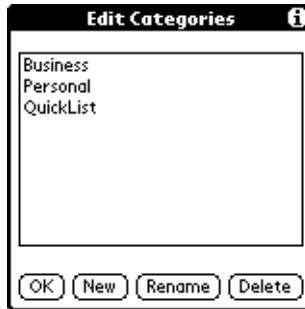 Edit Categories i
Business
Personal
QuickList
OK New Rename Delete